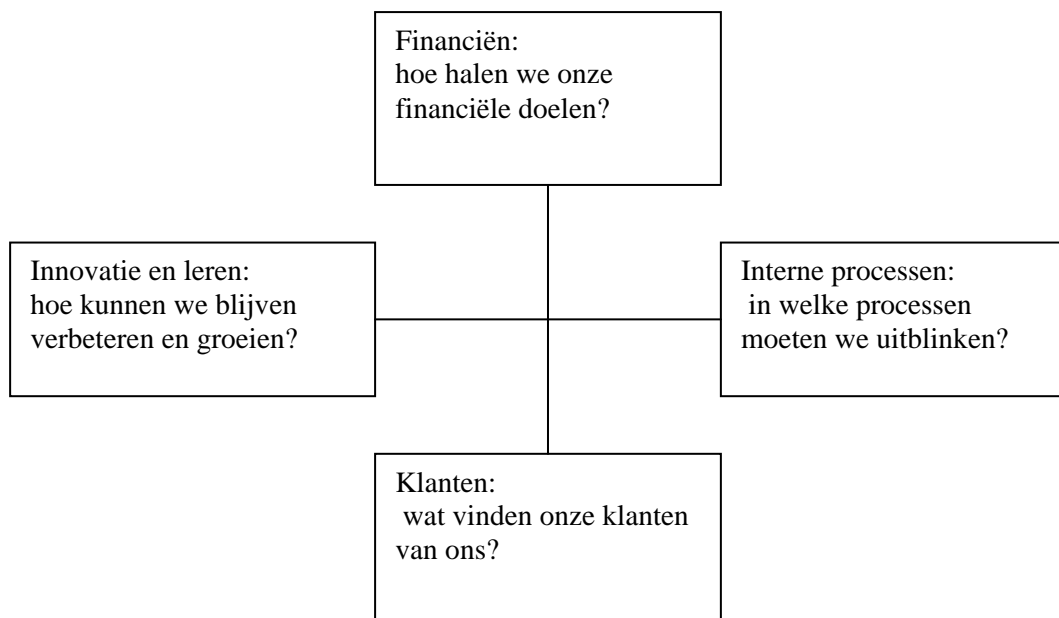 Financiën:
hoe halen we onze
financiële doelen?
Innovatie en leren:
hoe kunnen we blijven
verbeteren en groeien?
Interne processen:
in welke processen
moeten we uitblinken?
Klanten:
wat vinden onze klanten
van ons?